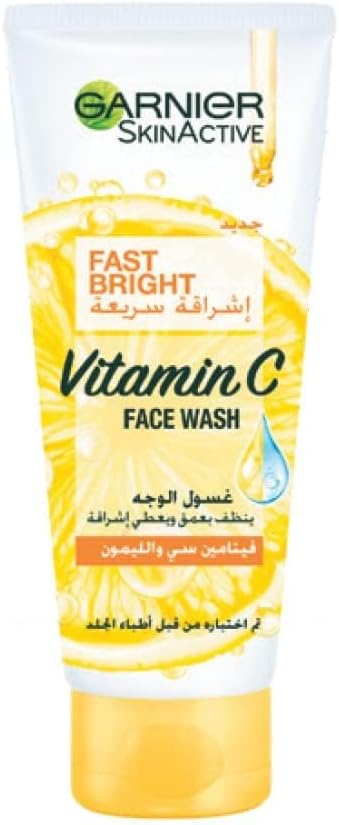 GARNIER
SKINACTIVE
جديد
FAST
BRIGHT
إشراقة سريعة
Vitamin C
FACE WASH
غسول الوجه
ينظف بعمق ويعطي إشراقة
فيتامين سي والليمون
تم اختباره من قبل أطباء الجلد